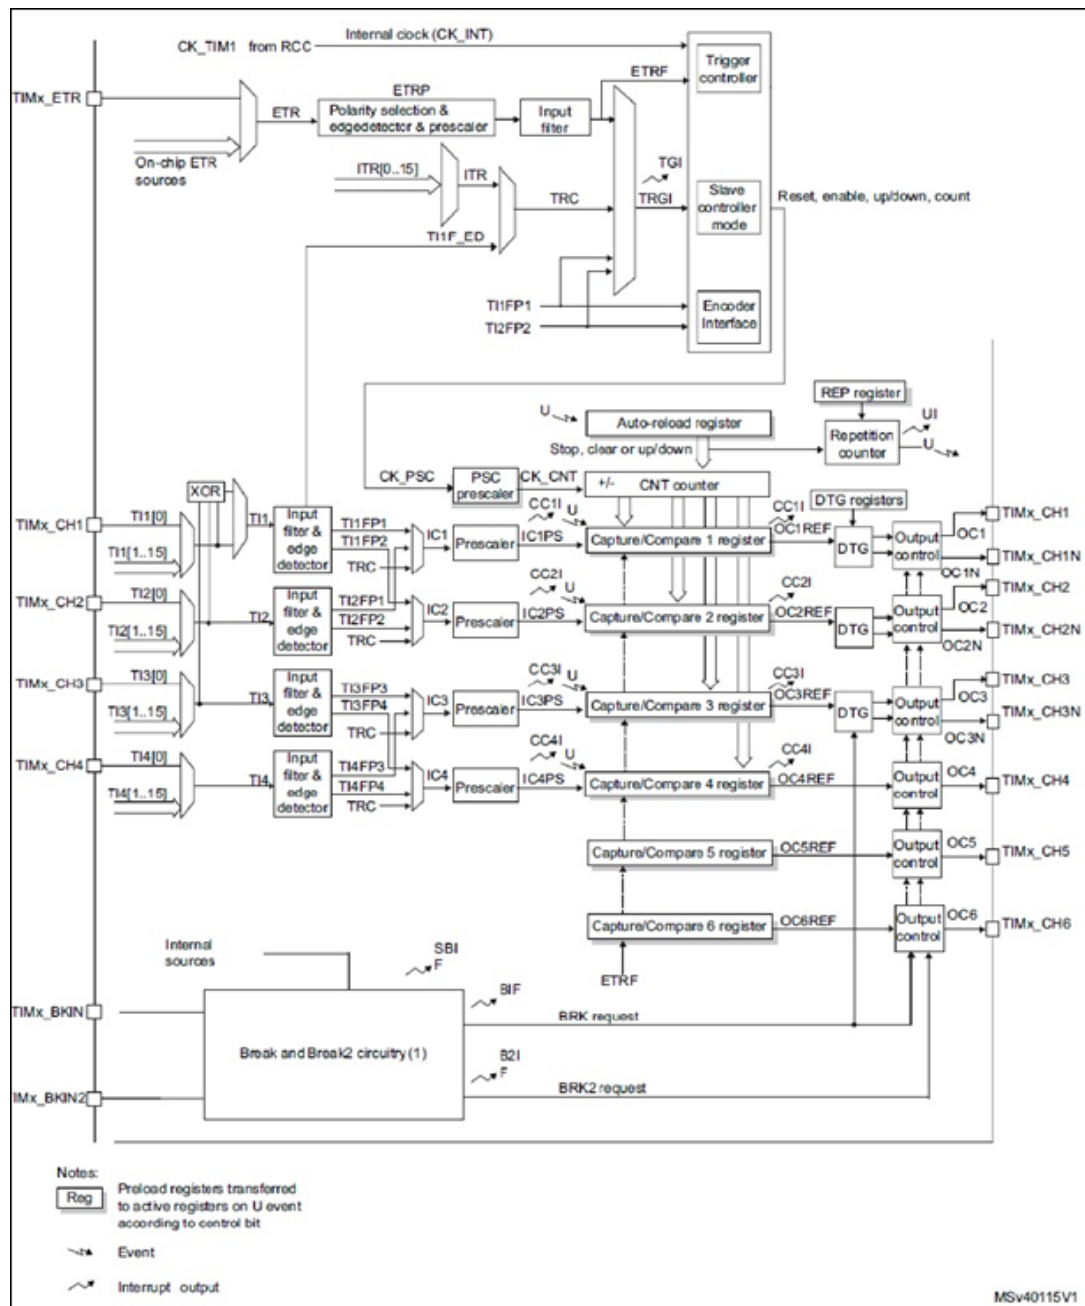 Internal clock (CK_INT)
CK_TIM1 from RCC
Trigger
controller
ETRF
TIMx_ETR
ETRP
ETR
Polarity selection &
edgedetector & prescaler
Input
filter
On-chip ETR
sources
ITR[0..15]
ITR
TGI
TRC
TRGI
Slave
controller
mode
Reset, enable, up/down, count
TI1F_ED
TI1FP1
TI2FP2
Encoder
Interface
REP register
U
Auto-reload register
UI
Repetition
counter
U
Stop, clear or up/down
CK_PSC
PSC
prescaler
CK_CNT
+/-
CNT counter
DTG registers
XOR
TIMx_CH1
TI1[0]
TI1[1..15]
TI1
Input
filter &
edge
detector
TI1FP1
TI1FP2
TRC
IC1
Prescaler
IC1PS
CC1I
U
Capture/Compare 1 register
CC1I
OC1REF
DTG
Output
control
OC1
OC1N
TIMx_CH1
TIMx_CH1N
TIMx_CH2
TI2[0]
TI2[1..15]
TI2
Input
filter &
edge
detector
TI2FP1
TI2FP2
TRC
IC2
Prescaler
IC2PS
CC2I
U
Capture/Compare 2 register
CC2I
OC2REF
DTG
Output
control
OC2
OC2N
TIMx_CH2
TIMx_CH2N
TIMx_CH3
TI3[0]
TI3[1..15]
TI3
Input
filter &
edge
detector
TI3FP3
TI3FP4
TRC
IC3
Prescaler
IC3PS
CC3I
U
Capture/Compare 3 register
CC3I
OC3REF
DTG
Output
control
OC3
OC3N
TIMx_CH3
TIMx_CH3N
TIMx_CH4
TI4[0]
TI4[1..15]
TI4
Input
filter &
edge
detector
TI4FP3
TI4FP4
TRC
IC4
Prescaler
IC4PS
CC4I
U
Capture/Compare 4 register
CC4I
OC4REF
Output
control
OC4
TIMx_CH4
Capture/Compare 5 register
OC5REF
Output
control
OC5
TIMx_CH5
Capture/Compare 6 register
OC6REF
Output
control
OC6
TIMx_CH6
ETRF
Internal
sources
SBI
F
TIMx_BKIN
BIF
BRK request
Break and Break2 circuitry (1)
B2I
F
BRK2 request
IMx_BKIN2
Notes:
Reg
Preload registers transferred
to active registers on U event
according to control bit
Event
Interrupt output
MSv40115V1